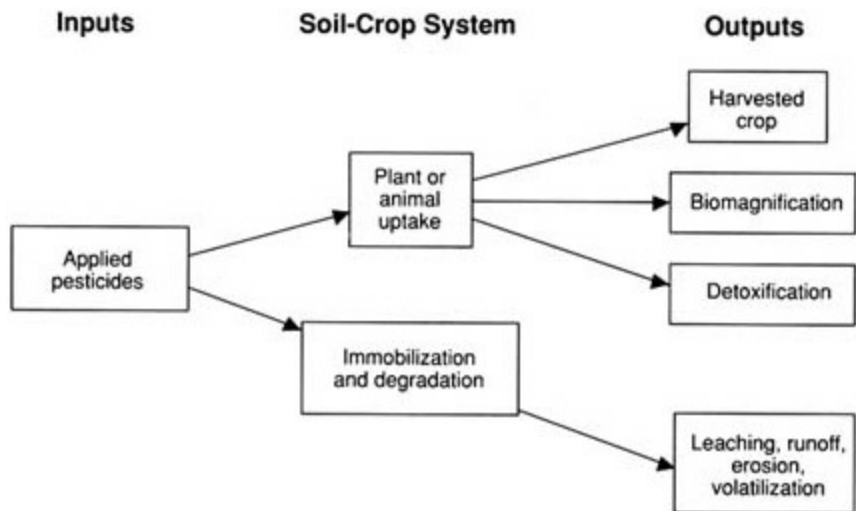 Inputs
Soil-Crop System
Outputs
Harvested
crop
Plant or
animal
uptake
Biomagnification
Applied
pesticides
Detoxification
Immobilization
and degradation
Leaching, runoff,
erosion,
volatilization